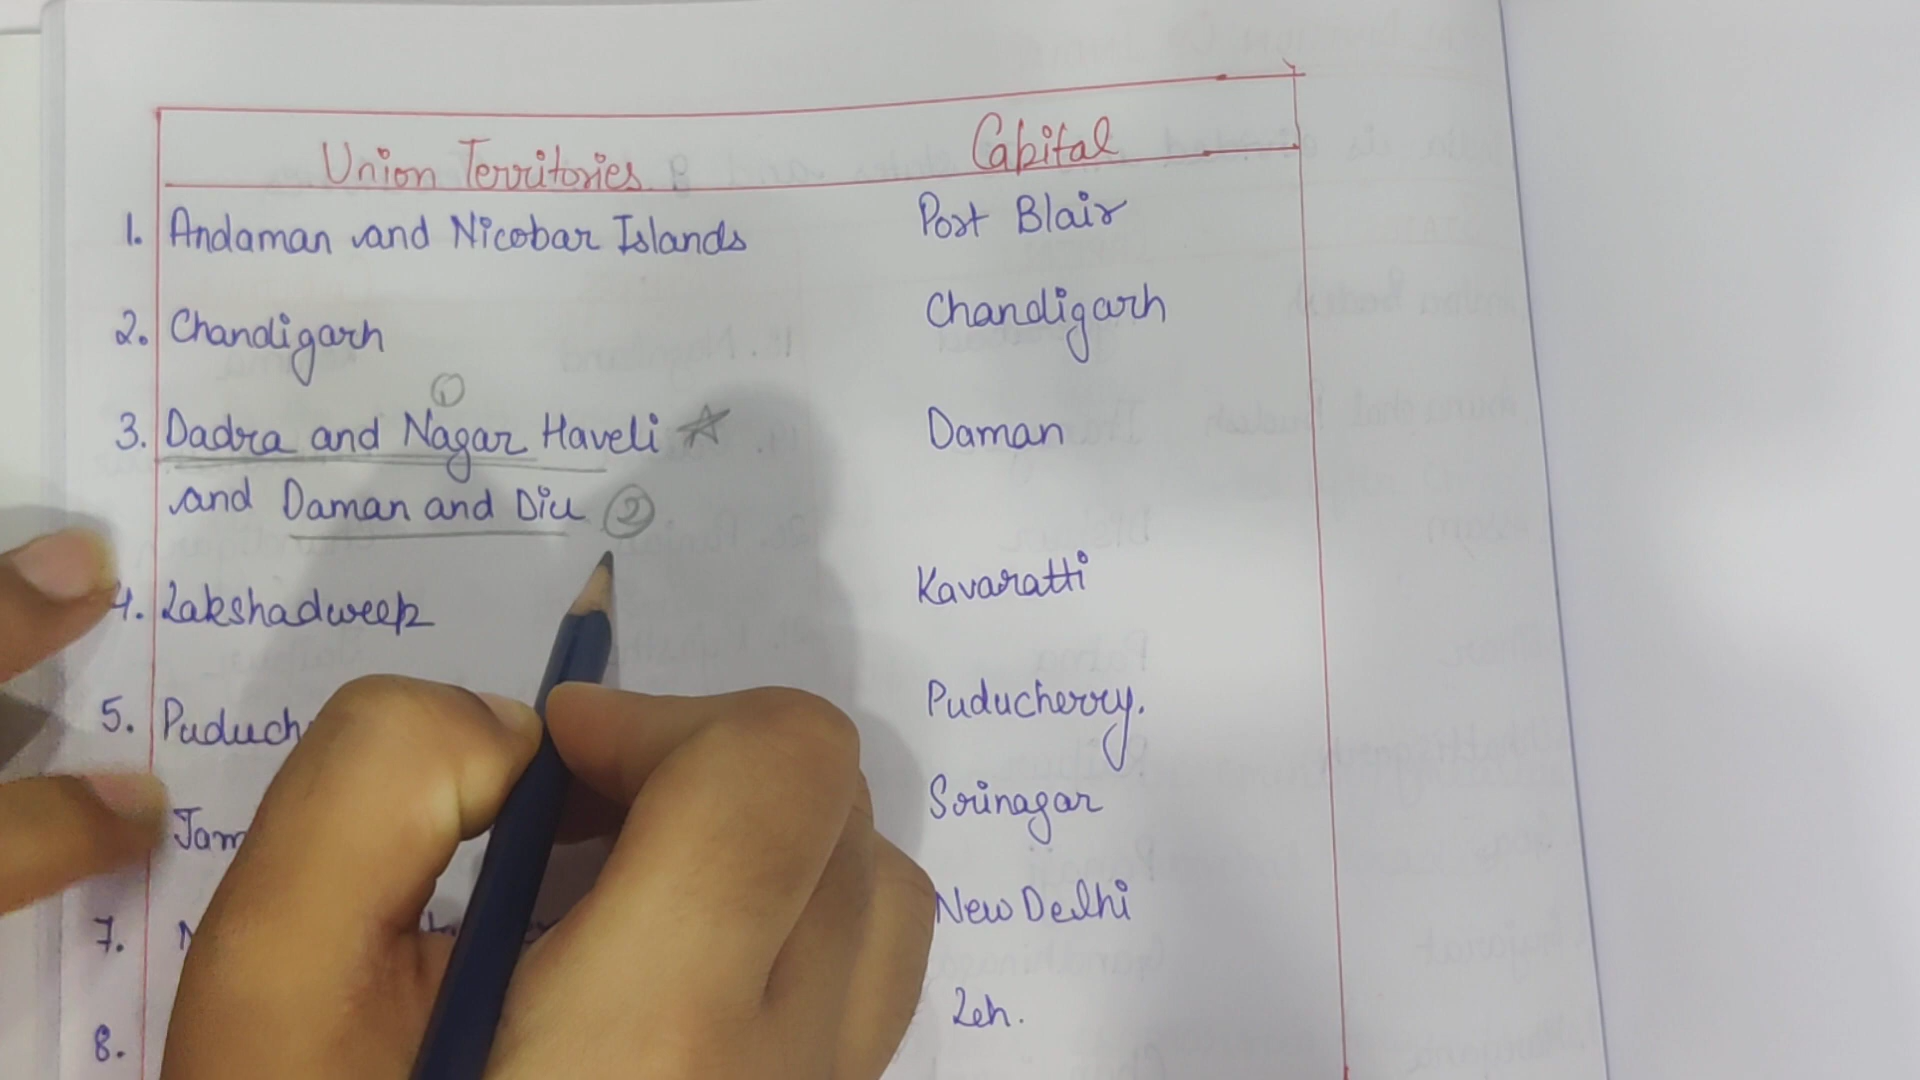 Union Territories Capital
1. Andaman and Nicobar Islands Port Blair
2. Chandigarh Chandigarh
①
3. Dadra and Nagar Haveli ☆ Daman
and Daman and Diu ②
4. Lakshadweep Kavaratti
5. Puduch Puducherry.
Jam Srinagar
7. N New Delhi
8. Leh.